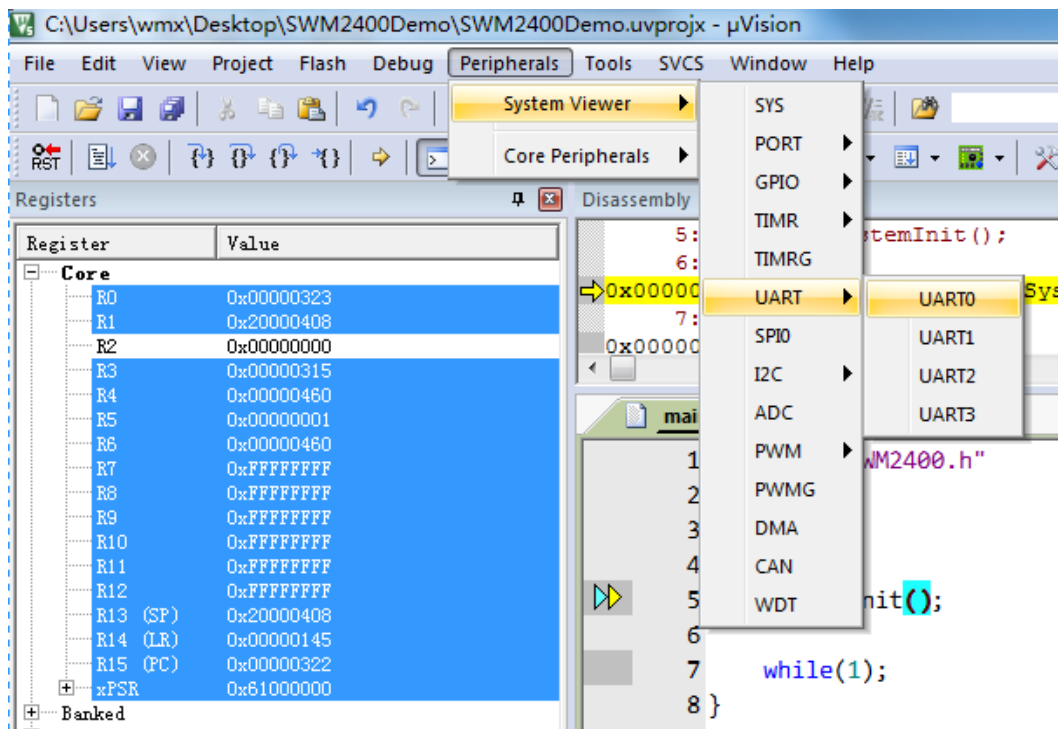 C:\Users\wmx\Desktop\SWM2400Demo\SWM2400Demo.uvprojx - µVision
File Edit View Project Flash Debug Peripherals Tools SVCS Window Help
System Viewer
Core Peripherals
SYS
PORT
GPIO
TIMR
TIMRG
UART
SPI0
I2C
ADC
PWM
PWMG
DMA
CAN
WDT
UART0
UART1
UART2
UART3
RST
Registers
Register Value
Core
R0 0x00000323
R1 0x20000408
R2 0x00000000
R3 0x00000315
R4 0x00000460
R5 0x00000001
R6 0x00000460
R7 0xFFFFFFFF
R8 0xFFFFFFFF
R9 0xFFFFFFFF
R10 0xFFFFFFFF
R11 0xFFFFFFFF
R12 0xFFFFFFFF
R13 (SP) 0x20000408
R14 (LR) 0x00000145
R15 (PC) 0x00000322
xPSR 0x61000000
Banked
Disassembly
5: stemInit();
6:
0x00000 Sys
7:
0x00000
mai
1 WM2400.h"
2
3
4
5 nit();
6
7 while(1);
8 }